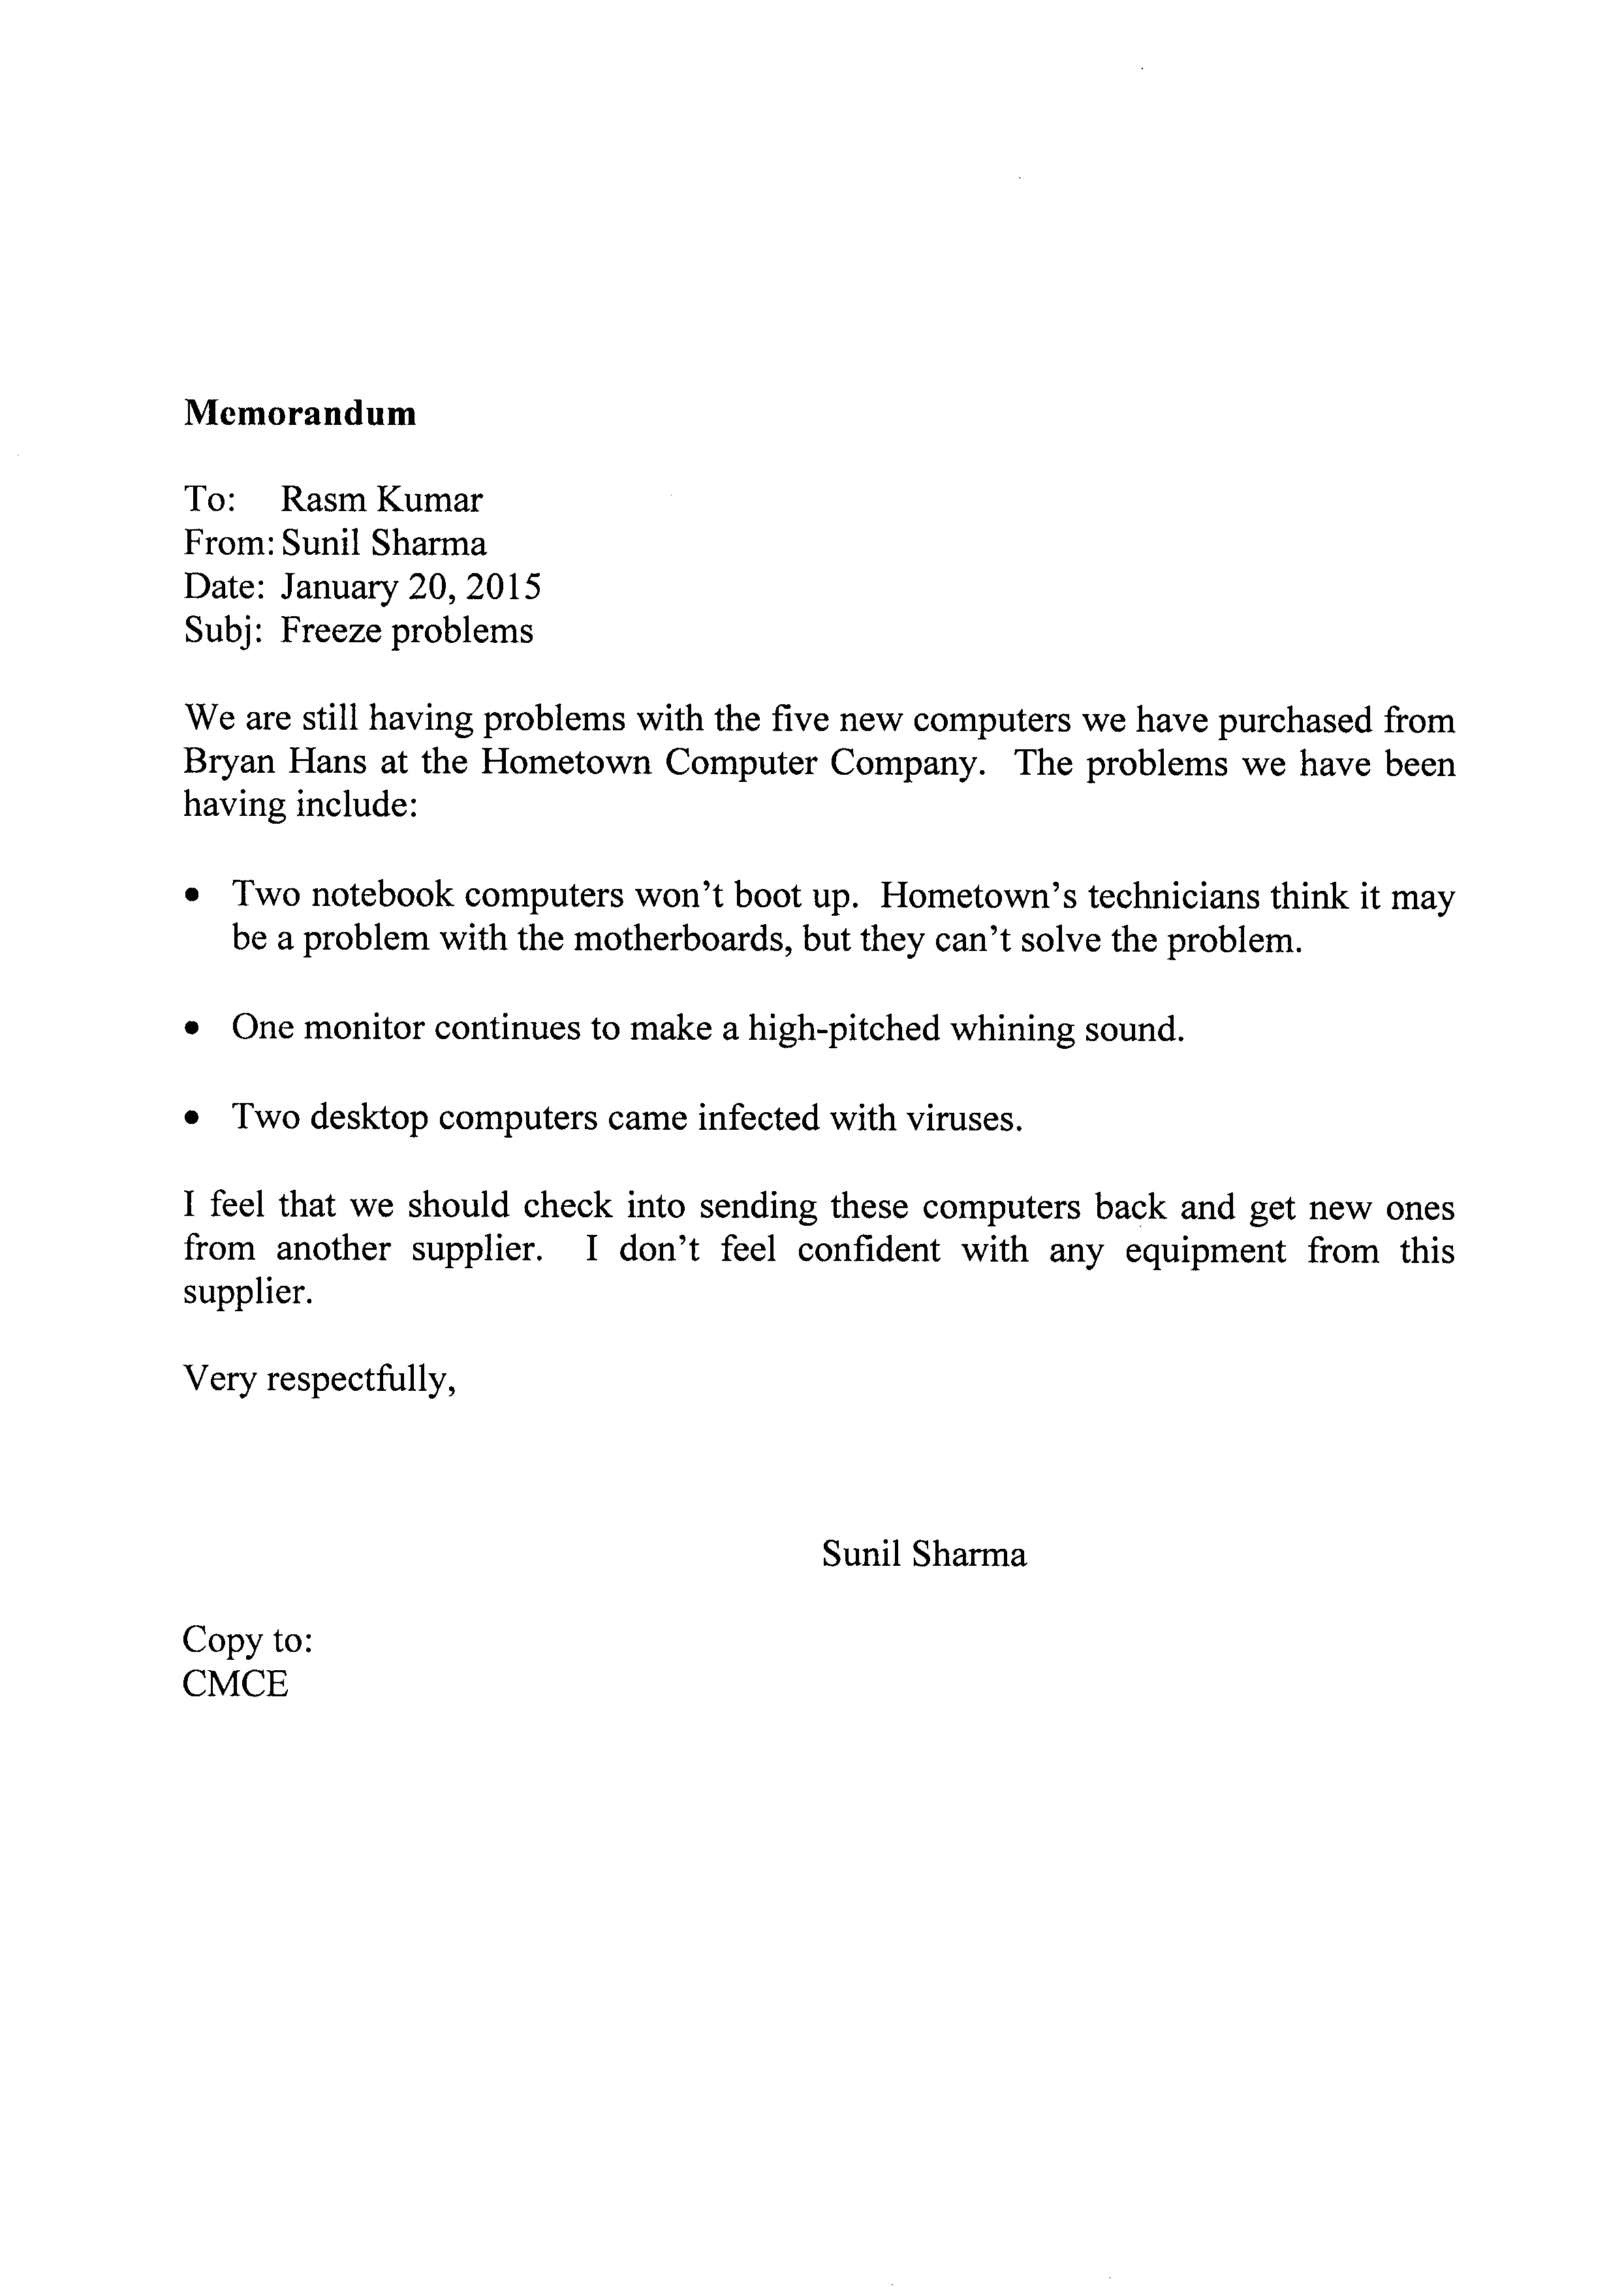 Memorandum
To: Rasm Kumar
From: Sunil Sharma
Date: January 20, 2015
Subj: Freeze problems
We are still having problems with the five new computers we have purchased from
Bryan Hans at the Hometown Computer Company. The problems we have been
having include:
• Two notebook computers won't boot up. Hometown's technicians think it may
be a problem with the motherboards, but they can't solve the problem.
• One monitor continues to make a high-pitched whining sound.
• Two desktop computers came infected with viruses.
I feel that we should check into sending these computers back and get new ones
from another supplier. I don't feel confident with any equipment from this
supplier.
Very respectfully,
Sunil Sharma
Copy to:
CMCE